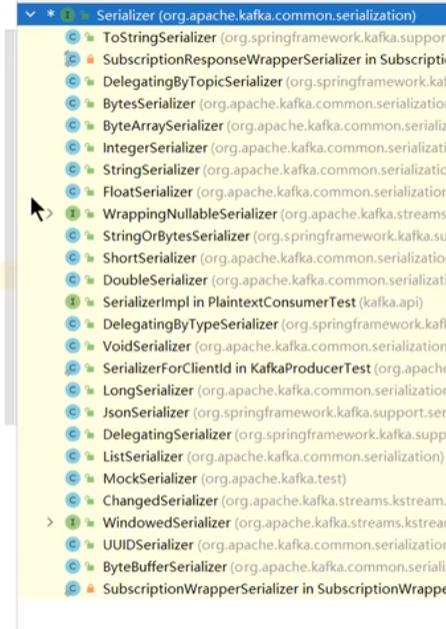 Serializer (org.apache.kafka.common.serialization)
ToStringSerializer (org.springframework.kafka.suppor
SubscriptionResponseWrapperSerializer in Subscripti
DelegatingByTopicSerializer (org.springframework.ka
BytesSerializer (org.apache.kafka.common.serializatio
ByteArraySerializer (org.apache.kafka.common.seriali
IntegerSerializer (org.apache.kafka.common.serializati
StringSerializer (org.apache.kafka.common.serializatic
FloatSerializer (org.apache.kafka.common.serialization
WrappingNullableSerializer (org.apache.kafka.streams
StringOrBytesSerializer (org.springframework.kafka.su
ShortSerializer (org.apache.kafka.common.serializatio
DoubleSerializer (org.apache.kafka.common.serializati
SerializerImpl in PlaintextConsumerTest (kafka.api)
DelegatingByTypeSerializer (org.springframework.kaf
VoidSerializer (org.apache.kafka.common.serialization
SerializerForClientId in KafkaProducerTest (org.apache
LongSerializer (org.apache.kafka.common.serialization
JsonSerializer (org.springframework.kafka.support.ser
DelegatingSerializer (org.springframework.kafka.supp
ListSerializer (org.apache.kafka.common.serialization)
MockSerializer (org.apache.kafka.test)
ChangedSerializer (org.apache.kafka.streams.kstream.
WindowedSerializer (org.apache.kafka.streams.kstrea
UUIDSerializer (org.apache.kafka.common.serializatio
ByteBufferSerializer (org.apache.kafka.common.seriali
SubscriptionWrapperSerializer in SubscriptionWrappe